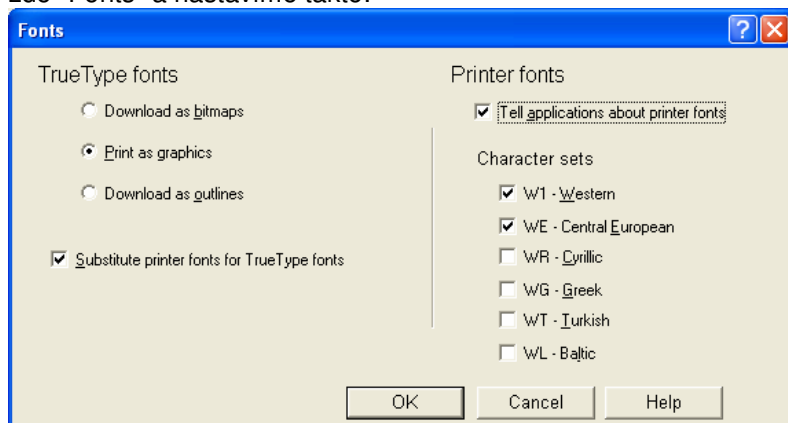 Fonts
TrueType fonts
Download as bitmaps
Print as graphics
Download as outlines
Substitute printer fonts for TrueType fonts
Printer fonts
Tell applications about printer fonts
Character sets
W1 - Western
WE - Central European
WR - Cyrillic
WG - Greek
WT - Turkish
WL - Baltic
OK Cancel Help